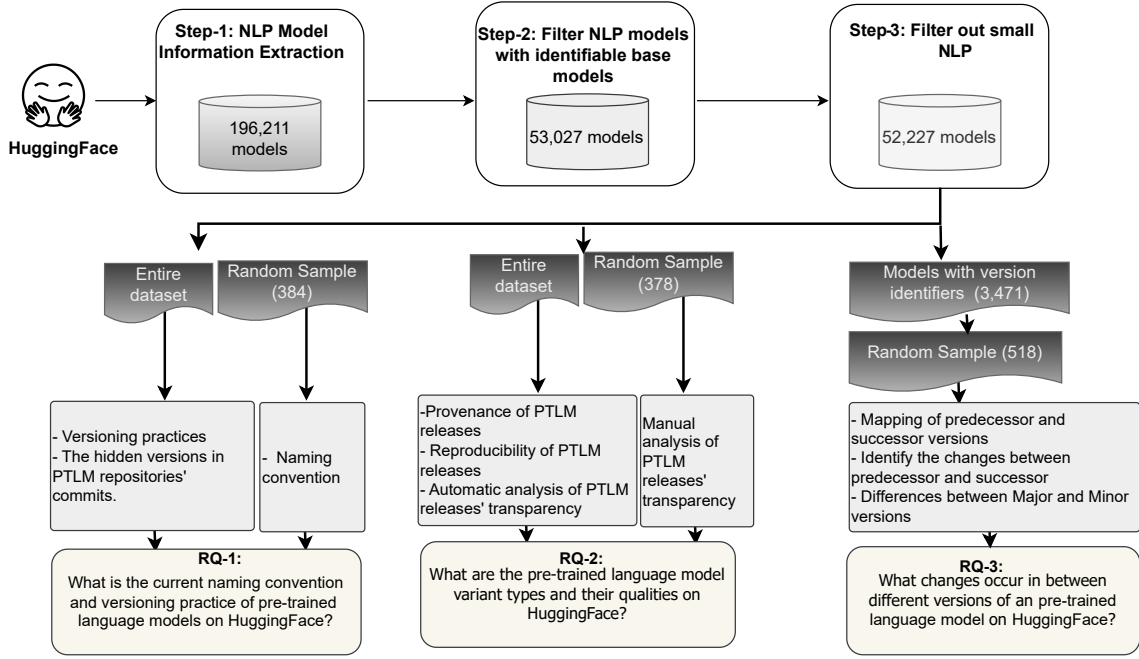 Step-1: NLP Model
Information Extraction
196,211
models
HuggingFace
Step-2: Filter NLP models
with identifiable base
models
53,027 models
Step-3: Filter out small
NLP
52,227 models
Entire
dataset
Random Sample
(384)
Entire
dataset
Random Sample
(378)
Models with version
identifiers (3,471)
Random Sample (518)
- Versioning practices
- The hidden versions in
PTLM repositories'
commits.
- Naming
convention
-Provenance of PTLM
releases
- Reproducibility of PTLM
releases
- Automatic analysis of PTLM
releases' transparency
Manual
analysis of
PTLM
releases'
transparency
- Mapping of predecessor and
successor versions
- Identify the changes between
predecessor and successor
- Differences between Major and Minor
versions
RQ-1:
What is the current naming convention
and versioning practice of pre-trained
language models on HuggingFace?
RQ-2:
What are the pre-trained language model
variant types and their qualities on
HuggingFace?
RQ-3:
What changes occur in between
different versions of an pre-trained
language model on HuggingFace?